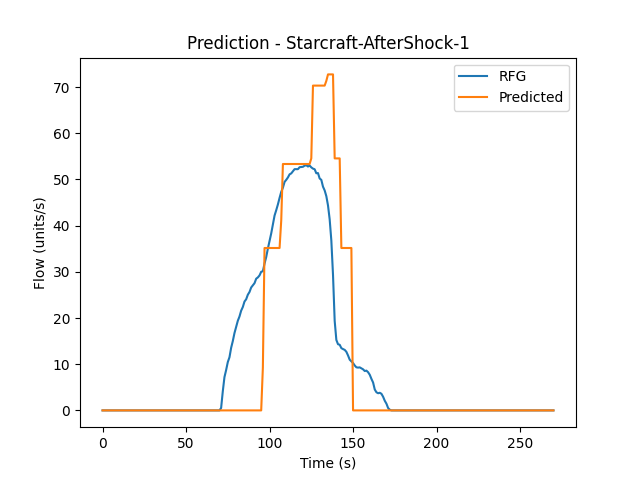 Prediction - Starcraft-AfterShock-1
RFG
Predicted
Flow (units/s)
70
60
50
40
30
20
10
0
0 50 100 150 200 250
Time (s)